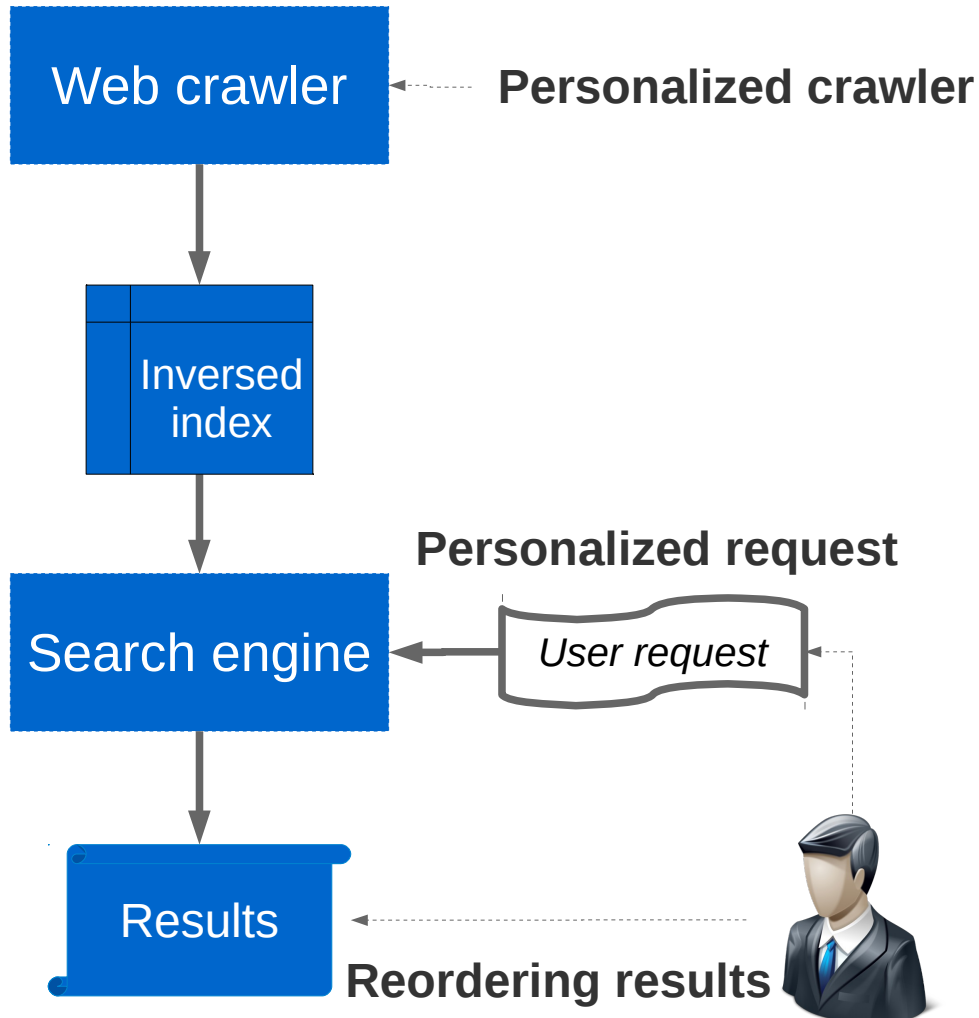 Web crawler
Personalized crawler
Inversed
index
Personalized request
Search engine
User request
Results
Reordering results